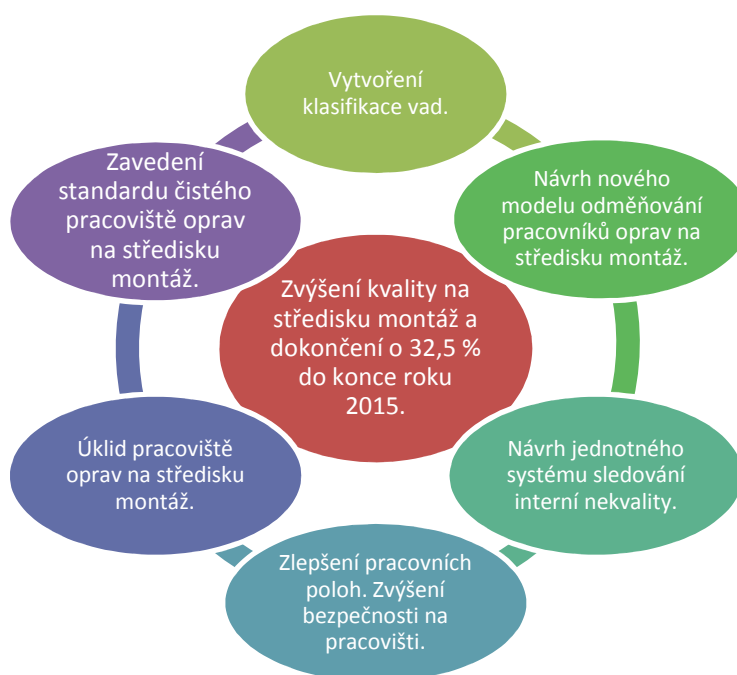 Vytvoření
klasifikace vad.
Návrh nového
modelu odměňování
pracovníků oprav na
středisku montáž.
Návrh jednotného
systému sledování
interní nekvality.
Zlepšení pracovních
poloh. Zvýšení
bezpečnosti na
pracovišti.
Úklid pracoviště
oprav na středisku
montáž.
Zavedení
standardu čistého
pracoviště oprav
na středisku
montáž.
Zvýšení kvality na
středisku montáž a
dokončení o 32,5 %
do konce roku
2015.